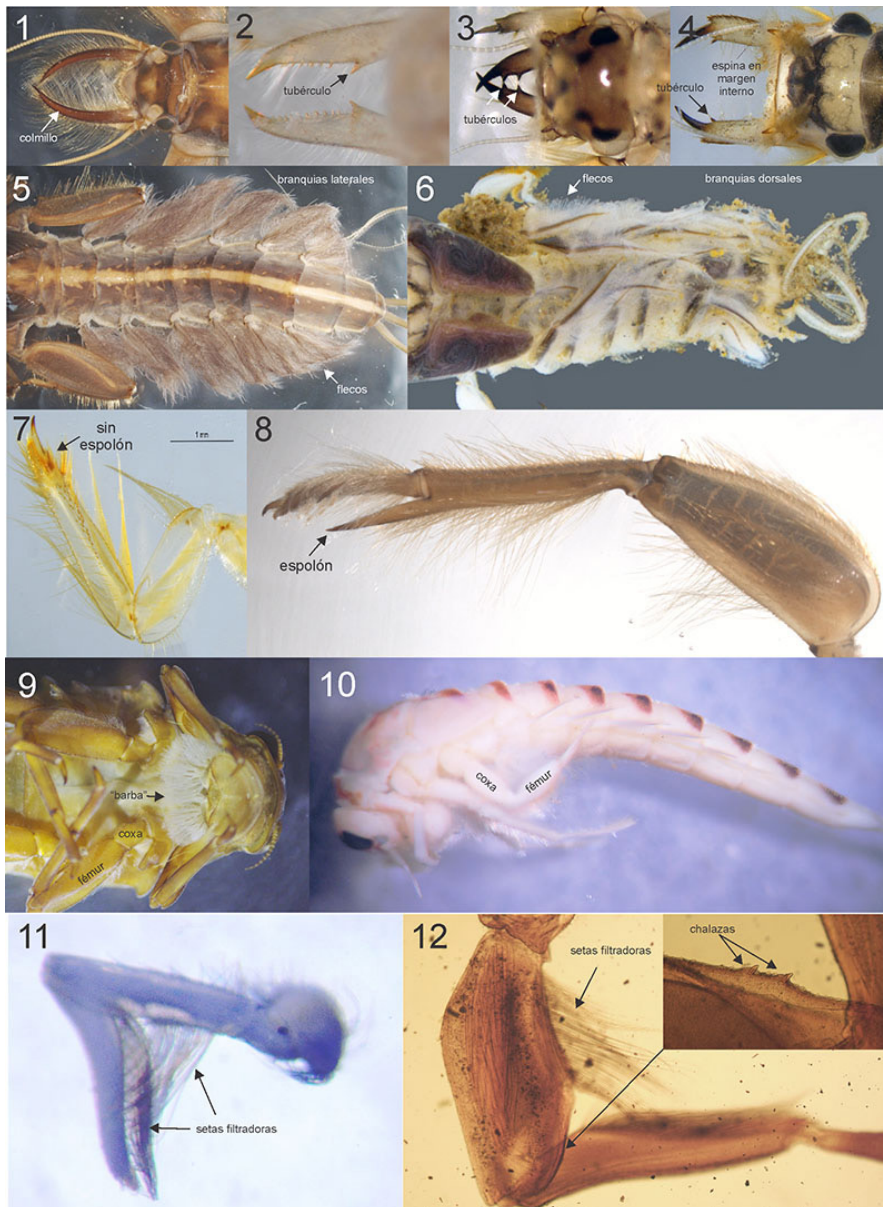 1
colmillo
2
tubérculo
3
tubérculos
4
espina en
margen
interno
tubérculo
5
branquias laterales
flecos
6
flecos
branquias dorsales
7
sin
espolón
1 mm
8
espolón
9
"barba"
coxa
fémur
10
coxa
fémur
11
setas filtradoras
12
setas filtradoras
chalazas